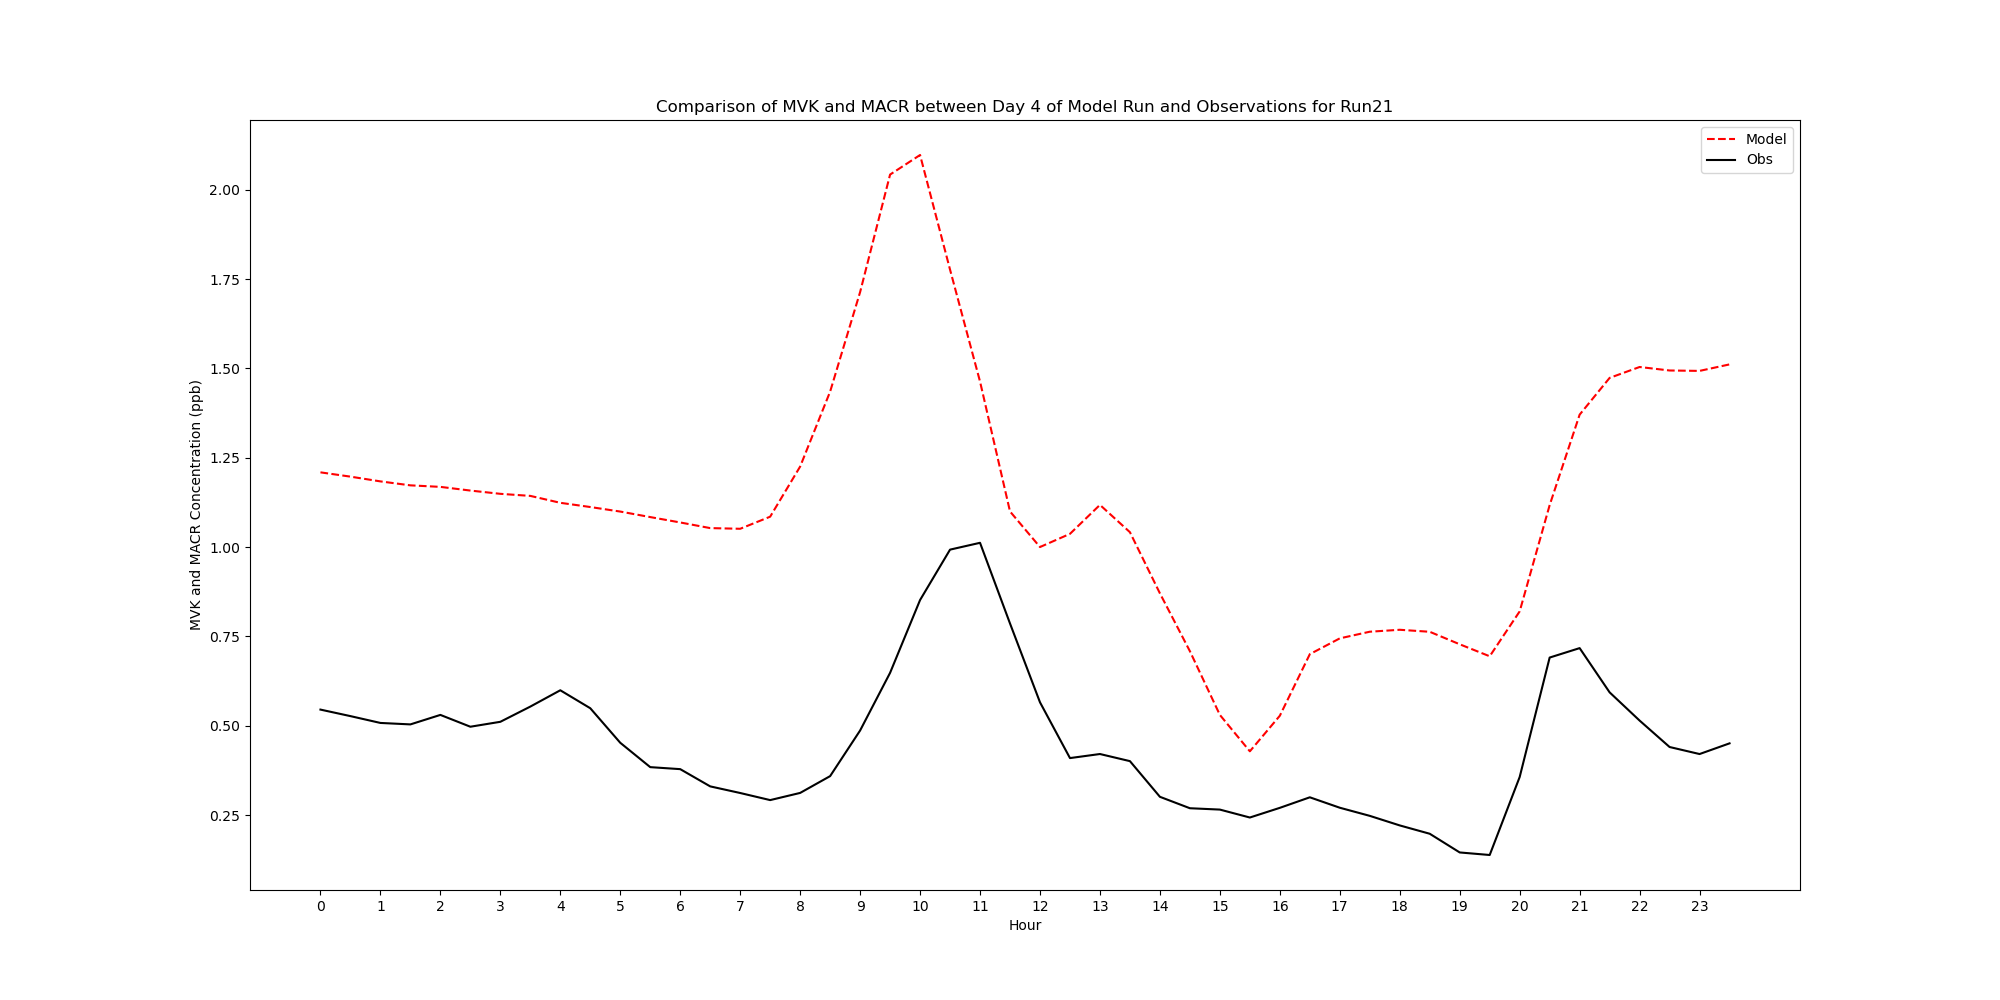 Comparison of MVK and MACR between Day 4 of Model Run and Observations for Run21
Model
Obs
MVK and MACR Concentration (ppb)
2.00
1.75
1.50
1.25
1.00
0.75
0.50
0.25
0 1 2 3 4 5 6 7 8 9 10 11 12 13 14 15 16 17 18 19 20 21 22 23
Hour